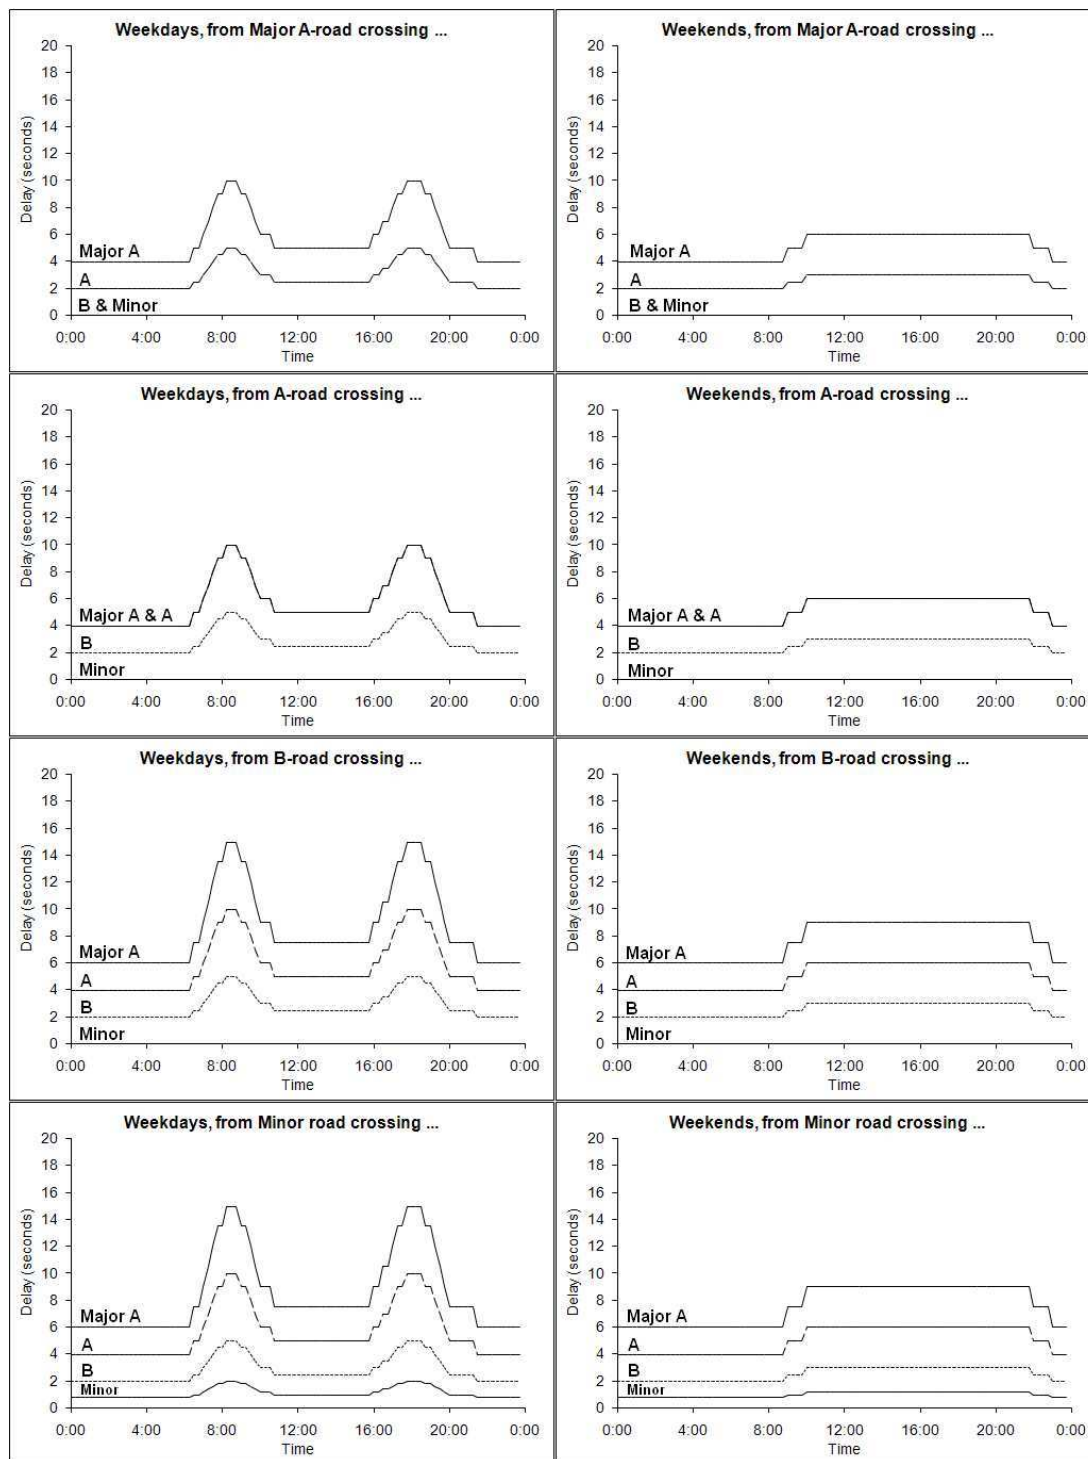 Weekdays, from Major A-road crossing ...
20
18
16
14
12
10
8
6
4
2
0
Delay (seconds)
Major A
A
B & Minor
0:00 4:00 8:00 12:00 16:00 20:00 0:00
Time
Weekends, from Major A-road crossing ...
20
18
16
14
12
10
8
6
4
2
0
Delay (seconds)
Major A
A
B & Minor
0:00 4:00 8:00 12:00 16:00 20:00 0:00
Time
Weekdays, from A-road crossing ...
20
18
16
14
12
10
8
6
4
2
0
Delay (seconds)
Major A & A
B
Minor
0:00 4:00 8:00 12:00 16:00 20:00 0:00
Time
Weekends, from A-road crossing ...
20
18
16
14
12
10
8
6
4
2
0
Delay (seconds)
Major A & A
B
Minor
0:00 4:00 8:00 12:00 16:00 20:00 0:00
Time
Weekdays, from B-road crossing ...
20
18
16
14
12
10
8
6
4
2
0
Delay (seconds)
Major A
A
B
Minor
0:00 4:00 8:00 12:00 16:00 20:00 0:00
Time
Weekends, from B-road crossing ...
20
18
16
14
12
10
8
6
4
2
0
Delay (seconds)
Major A
A
B
Minor
0:00 4:00 8:00 12:00 16:00 20:00 0:00
Time
Weekdays, from Minor road crossing ...
20
18
16
14
12
10
8
6
4
2
0
Delay (seconds)
Major A
A
B
Minor
0:00 4:00 8:00 12:00 16:00 20:00 0:00
Time
Weekends, from Minor road crossing ...
20
18
16
14
12
10
8
6
4
2
0
Delay (seconds)
Major A
A
B
Minor
0:00 4:00 8:00 12:00 16:00 20:00 0:00
Time